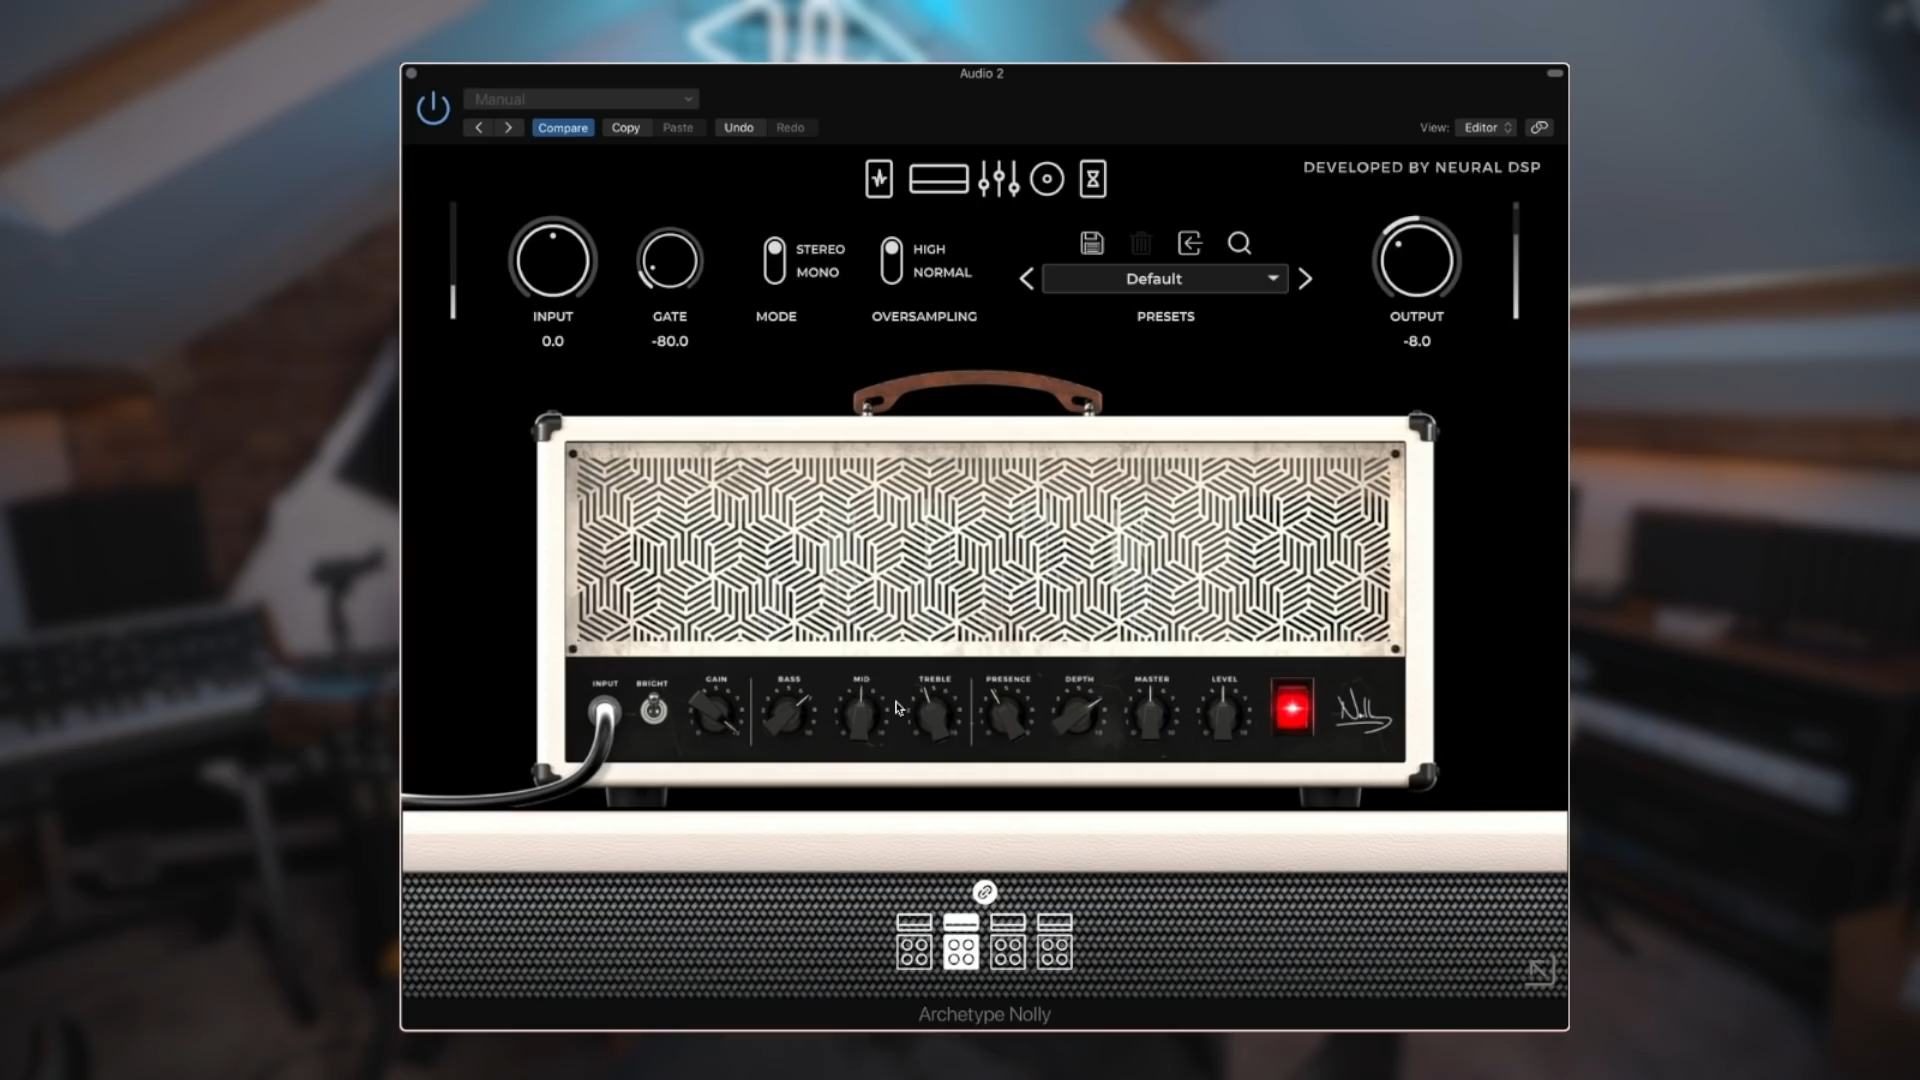 Audio 2
Manual
Compare Copy Paste Undo Redo
View: Editor
DEVELOPED BY NEURAL DSP
STEREO
MONO
HIGH
NORMAL
Default
INPUT GATE MODE OVERSAMPLING PRESETS OUTPUT
0.0 -80.0 -8.0
INPUT BRIGHT GAIN BASS MID TREBLE PRESENCE DEPTH MASTER LEVEL
Nolly
Archetype Nolly